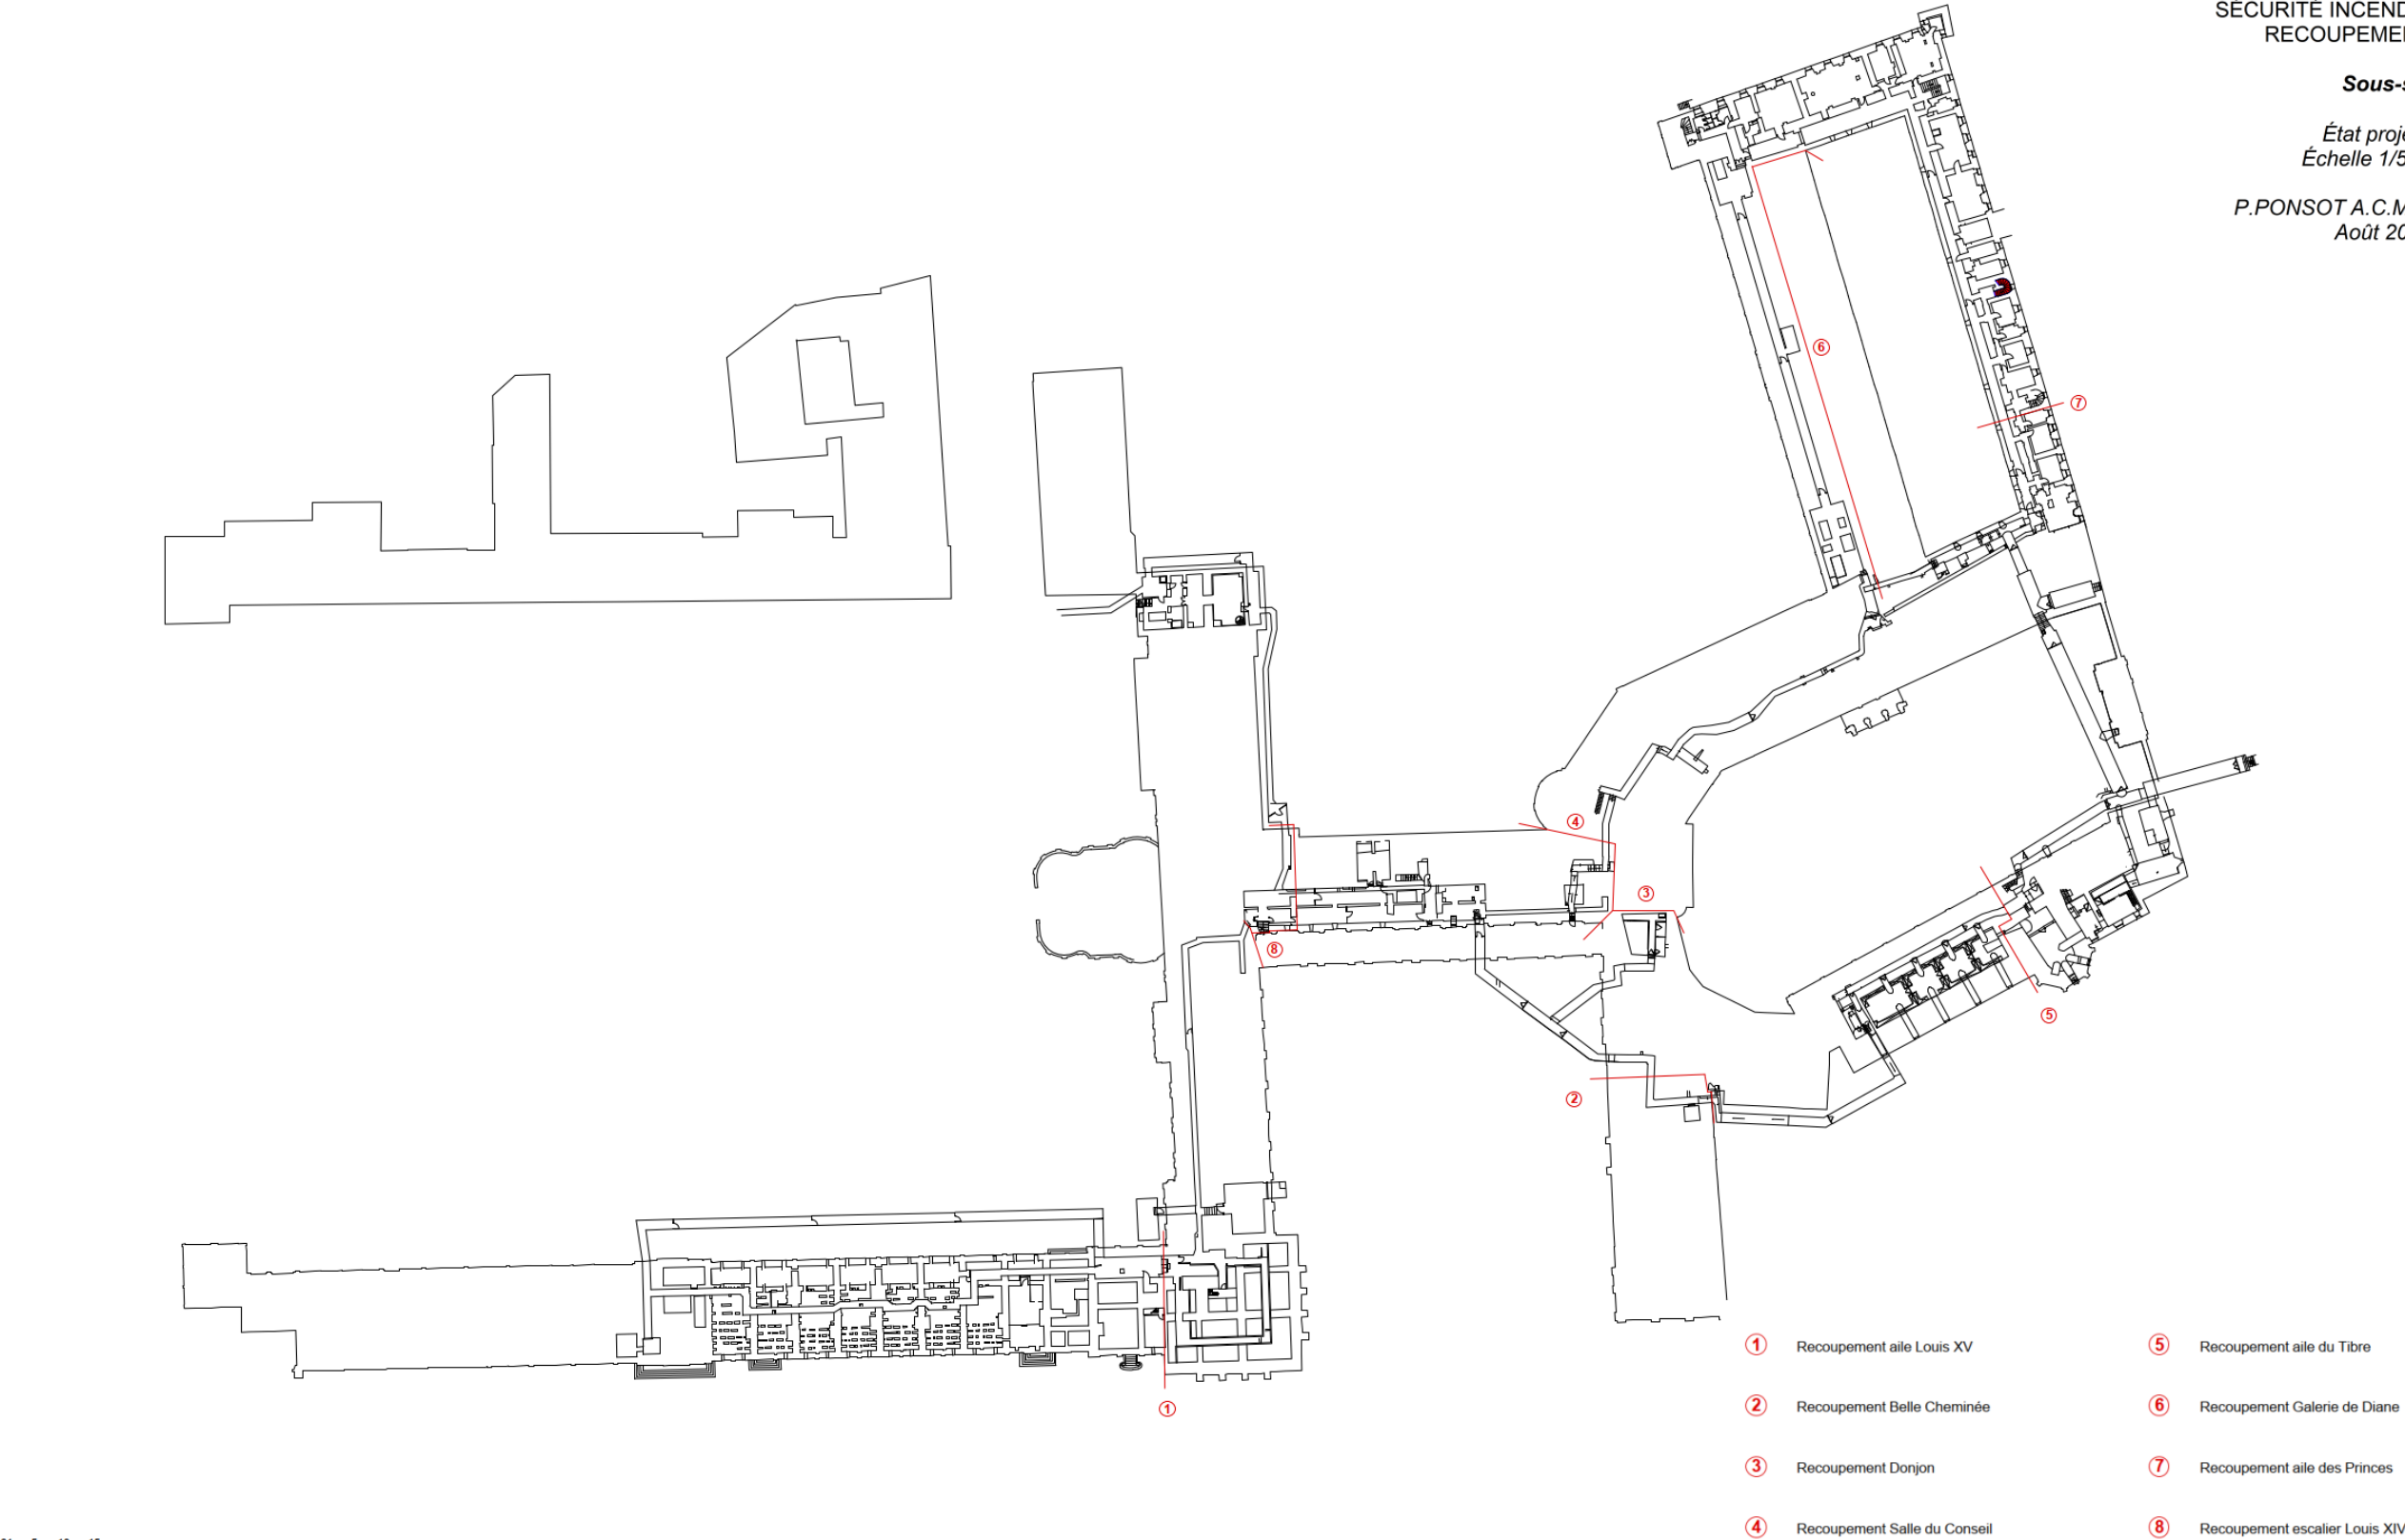 SÉCURITÉ INCEND
RECOUPEME
Sous-s
État proj
Échelle 1/5
P.PONSOT A.C.M
Août 20
6
7
4
3
8
5
2
1
1 Recoupement aile Louis XV
5 Recoupement aile du Tibre
2 Recoupement Belle Cheminée
6 Recoupement Galerie de Diane
3 Recoupement Donjon
7 Recoupement aile des Princes
4 Recoupement Salle du Conseil
8 Recoupement escalier Louis XIV